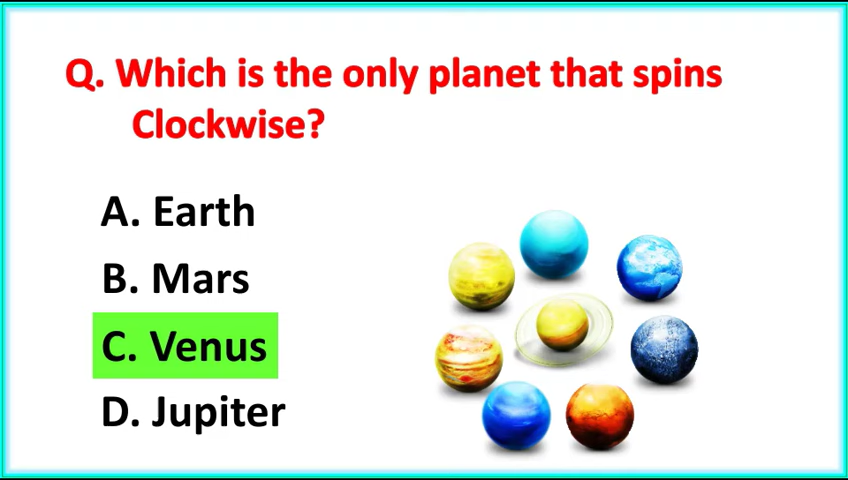 Q. Which is the only planet that spins
Clockwise?
A. Earth
B. Mars
C. Venus
D. Jupiter